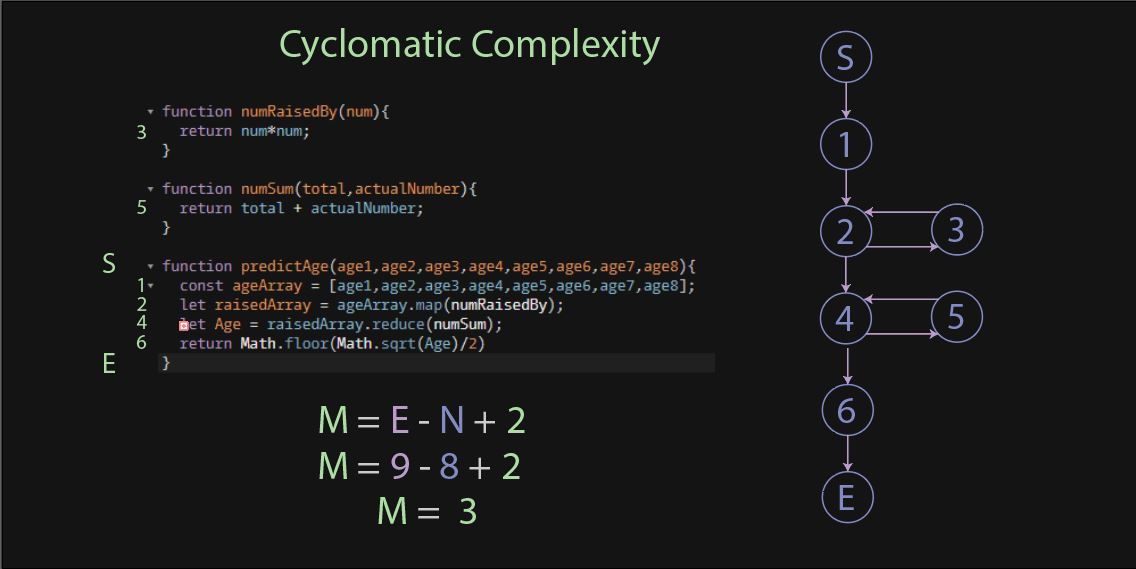 Cyclomatic Complexity
function numRaisedBy(num){
3 return num*num;
}
function numSum(total,actualNumber){
5 return total + actualNumber;
}
S function predictAge(age1,age2,age3,age4,age5,age6,age7,age8){
1 const ageArray = [age1,age2,age3,age4,age5,age6,age7,age8];
2 let raisedArray = ageArray.map(numRaisedBy);
4 let Age = raisedArray.reduce(numSum);
6 return Math.floor(Math.sqrt(Age)/2)
E }
M = E - N + 2
M = 9 - 8 + 2
M = 3
S
1
2 3
4 5
6
E